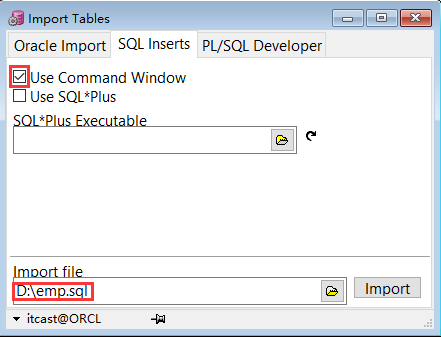 Import Tables
Oracle Import SQL Inserts PL/SQL Developer
Use Command Window
Use SQL*Plus
SQL*Plus Executable
Import file
D:\emp.sql
Import
itcast@ORCL